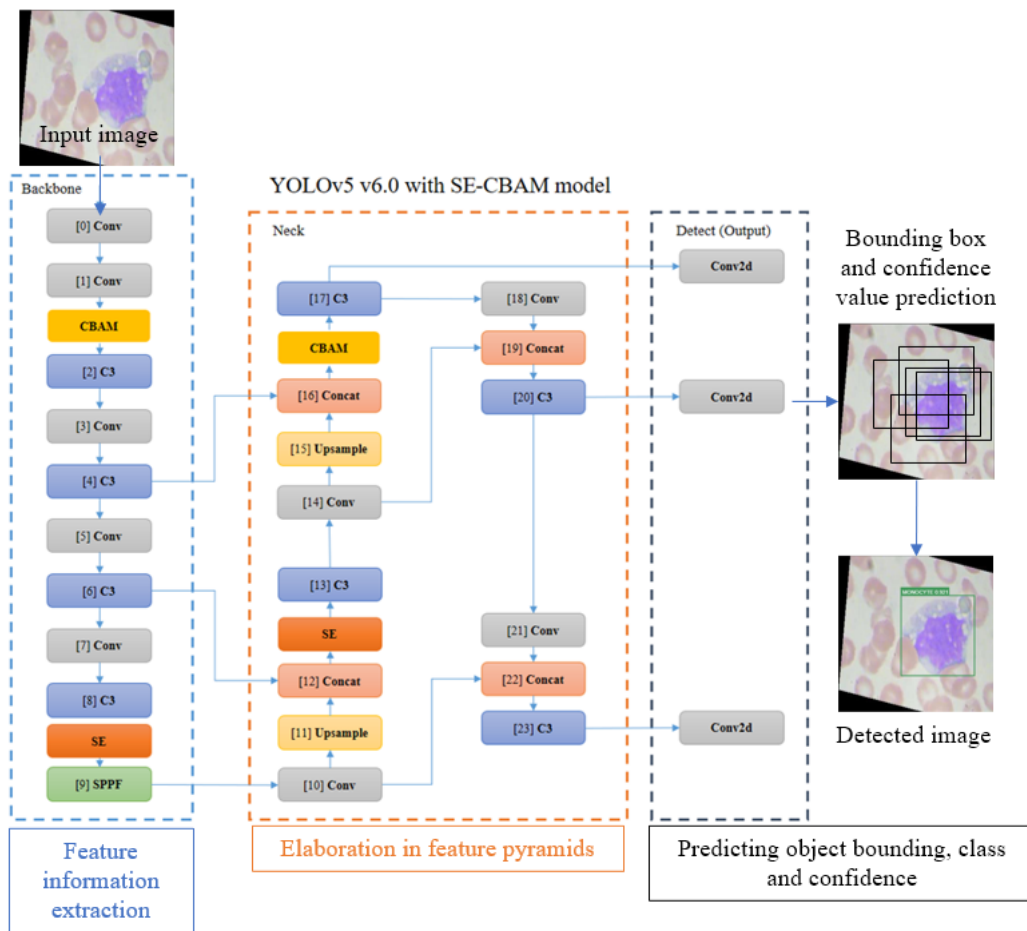 Input image
YOLOv5 v6.0 with SE-CBAM model
Backbone
[0] Conv
[1] Conv
CBAM
[2] C3
[3] Conv
[4] C3
[5] Conv
[6] C3
[7] Conv
[8] C3
SE
[9] SPPF
Feature
information
extraction
Neck
[17] C3
CBAM
[16] Concat
[15] Upsample
[14] Conv
[13] C3
SE
[12] Concat
[11] Upsample
[10] Conv
[18] Conv
[19] Concat
[20] C3
[21] Conv
[22] Concat
[23] C3
Elaboration in feature pyramids
Detect (Output)
Conv2d
Conv2d
Conv2d
Predicting object bounding, class
and confidence
Bounding box
and confidence
value prediction
Detected image